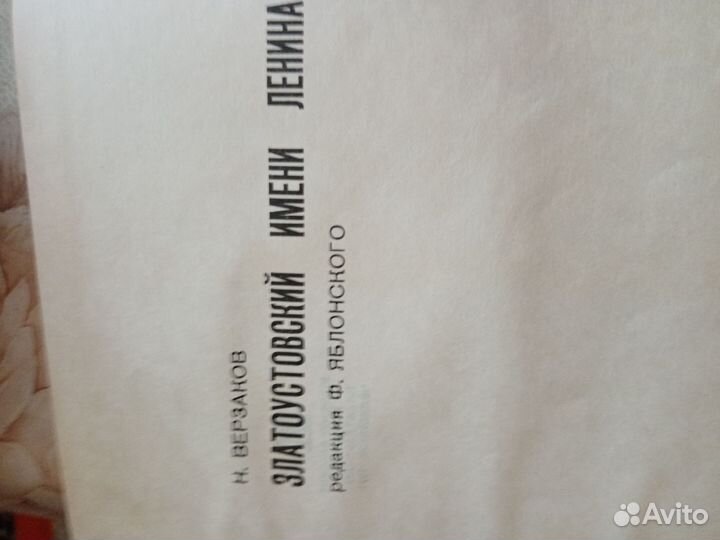 Н. ВЕРЗАКОВ
ЗЛАТОУСТОВСКИЙ ИМЕНИ ЛЕНИНА
редакция Ф. ЯБЛОНСКОГО
Avito